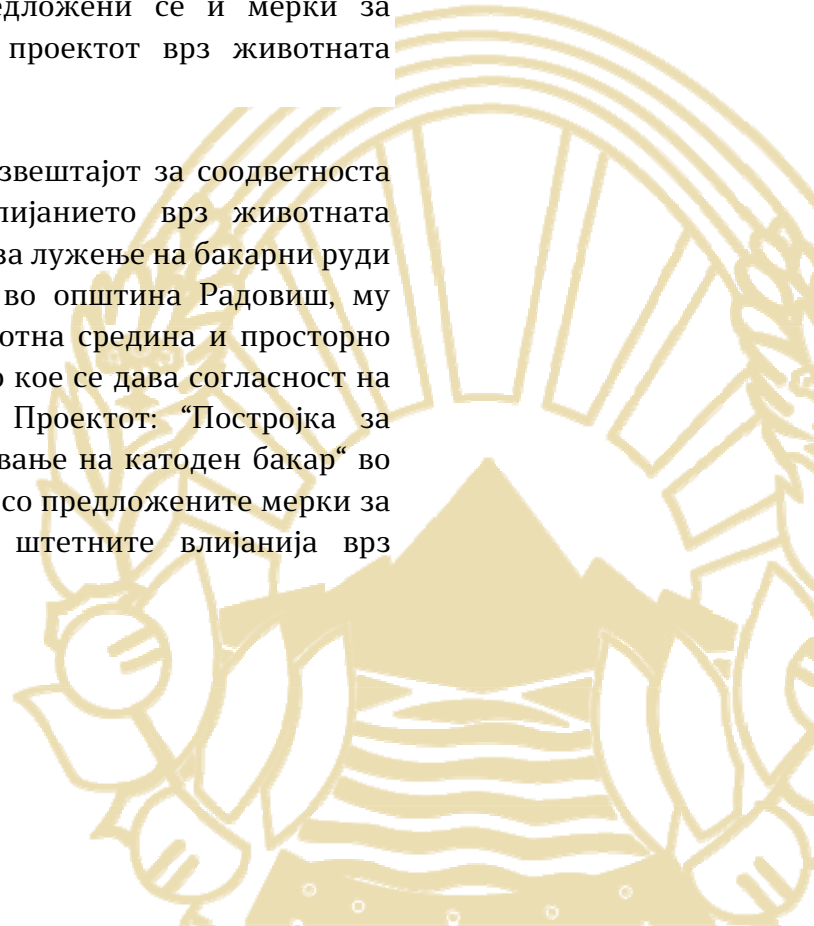 едложени се и мерки за
проектот врз животната
звештајот за соодветноста
лијанието врз животната
за лужење на бакарни руди
во општина Радовиш, му
отна средина и просторно
о кое се дава согласност на
Проектот: “Постројка за
вање на катоден бакар“ во
со предложените мерки за
штетните влијанија врз